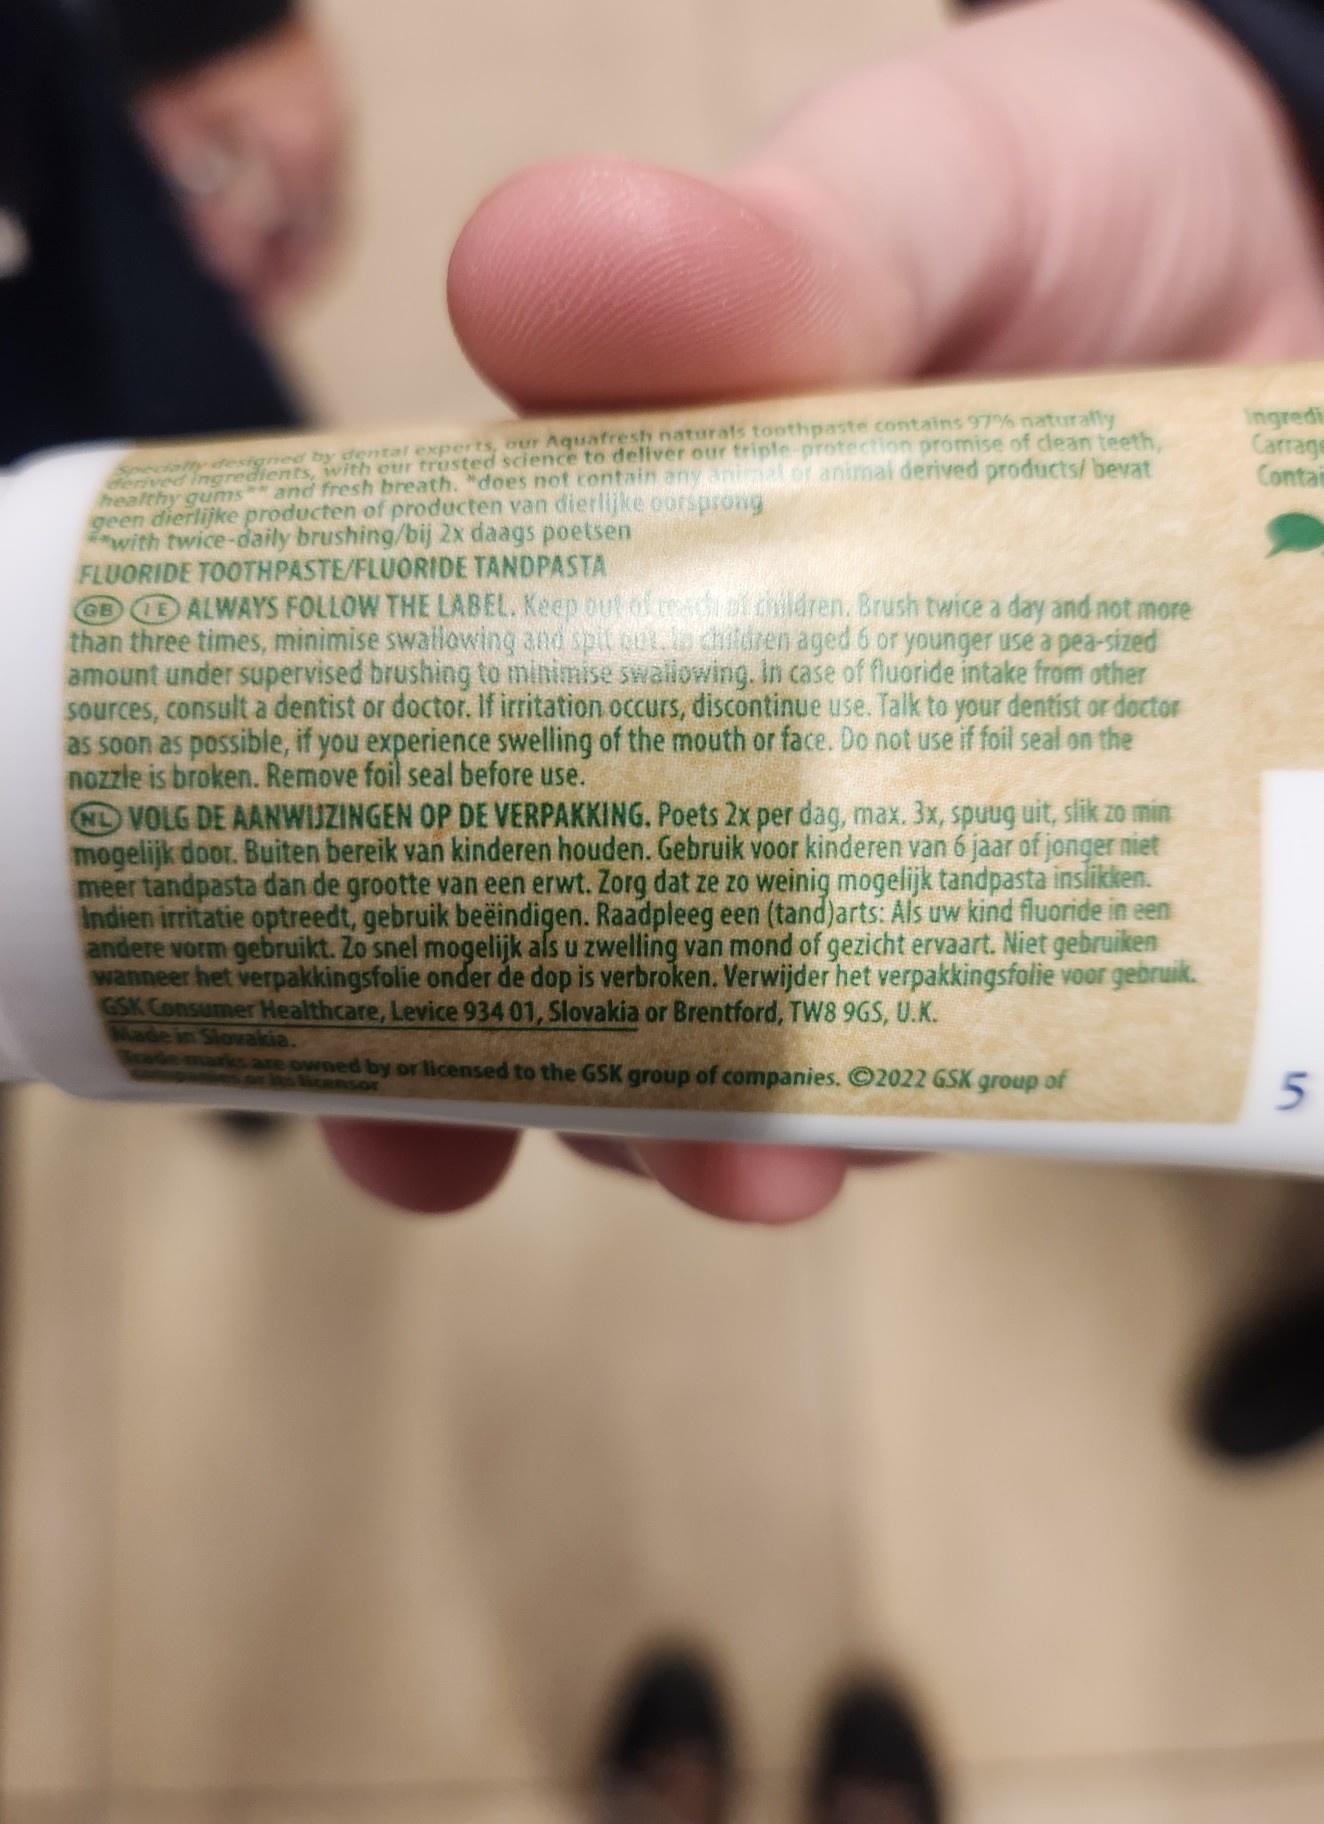 Specially designed by dental experts, our Aquafresh naturals toothpaste contains 97% naturally
derived ingredients, with our trusted science to deliver our triple-protection promise of clean teeth,
healthy gums** and fresh breath. *does not contain any animal or animal derived products/ bevat
geen dierlijke producten of producten van dierlijke oorsprong
**with twice-daily brushing/bij 2x daags poetsen
FLUORIDE TOOTHPASTE/FLUORIDE TANDPASTA
GB IE ALWAYS FOLLOW THE LABEL. Keep out of reach of children. Brush twice a day and not more
than three times, minimise swallowing and spit out. In children aged 6 or younger use a pea-sized
amount under supervised brushing to minimise swallowing. In case of fluoride intake from other
sources, consult a dentist or doctor. If irritation occurs, discontinue use. Talk to your dentist or doctor
as soon as possible, if you experience swelling of the mouth or face. Do not use if foil seal on the
nozzle is broken. Remove foil seal before use.
NL VOLG DE AANWIJZINGEN OP DE VERPAKKING. Poets 2x per dag, max. 3x, spuug uit, slik zo min
mogelijk door. Buiten bereik van kinderen houden. Gebruik voor kinderen van 6 jaar of jonger niet
meer tandpasta dan de grootte van een erwt. Zorg dat ze zo weinig mogelijk tandpasta inslikken.
Indien irritatie optreedt, gebruik beëindigen. Raadpleeg een (tand)arts: Als uw kind fluoride in een
andere vorm gebruikt. Zo snel mogelijk als u zwelling van mond of gezicht ervaart. Niet gebruiken
wanneer het verpakkingsfolie onder de dop is verbroken. Verwijder het verpakkingsfolie voor gebruik.
GSK Consumer Healthcare, Levice 934 01, Slovakia or Brentford, TW8 9GS, U.K.
Made in Slovakia.
Trade marks are owned by or licensed to the GSK group of companies. ©2022 GSK group of
companies or its licensor
Ingredi
Carrage
Contai
5